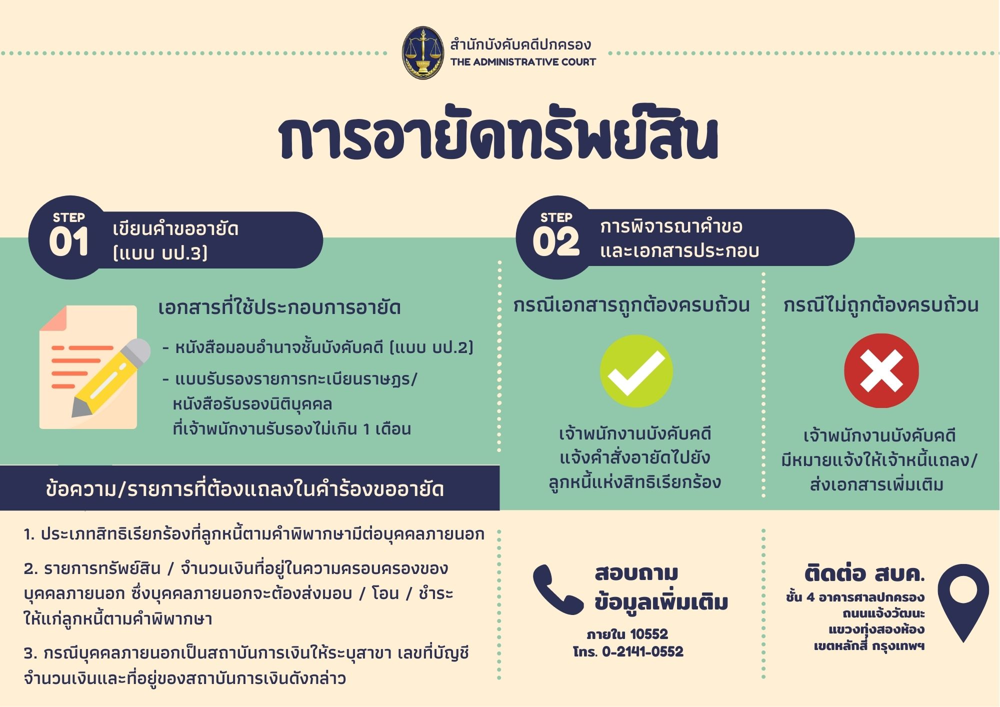 สำนักบังคับคดีปกครอง
THE ADMINISTRATIVE COURT
การอายัดทรัพย์สิน
STEP
01
เขียนคำขออายัด
(แบบ บป.3)
เอกสารที่ใช้ประกอบการอายัด
- หนังสือมอบอำนาจชั้นบังคับคดี (แบบ บป.2)
- แบบรับรองรายการทะเบียนราษฎร/
หนังสือรับรองนิติบุคคล
ที่เจ้าพนักงานรับรองไม่เกิน 1 เดือน
ข้อความ/รายการที่ต้องแถลงในคำร้องขออายัด
1. ประเภทสิทธิเรียกร้องที่ลูกหนี้ตามคำพิพากษามีต่อบุคคลภายนอก
2. รายการทรัพย์สิน / จำนวนเงินที่อยู่ในความครอบครองของ
บุคคลภายนอก ซึ่งบุคคลภายนอกจะต้องส่งมอบ / โอน / ชำระ
ให้แก่ลูกหนี้ตามคำพิพากษา
3. กรณีบุคคลภายนอกเป็นสถาบันการเงินให้ระบุสาขา เลขที่บัญชี
จำนวนเงินและที่อยู่ของสถาบันการเงินดังกล่าว
STEP
02
การพิจารณาคำขอ
และเอกสารประกอบ
กรณีเอกสารถูกต้องครบถ้วน
เจ้าพนักงานบังคับคดี
แจ้งคำสั่งอายัดไปยัง
ลูกหนี้แห่งสิทธิเรียกร้อง
กรณีไม่ถูกต้องครบถ้วน
เจ้าพนักงานบังคับคดี
มีหมายแจ้งให้เจ้าหนี้แถลง/
ส่งเอกสารเพิ่มเติม
สอบถาม
ข้อมูลเพิ่มเติม
ภายใน 10552
โทร. 0-2141-0552
ติดต่อ สบค.
ชั้น 4 อาคารศาลปกครอง
ถนนแจ้งวัฒนะ
แขวงทุ่งสองห้อง
เขตหลักสี่ กรุงเทพฯ